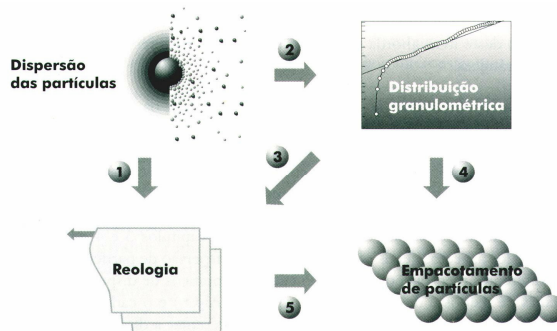 Dispersão
das partículas
2
Distribuição
granulométrica
1
3
4
Reologia
5
Empacotamento
de partículas